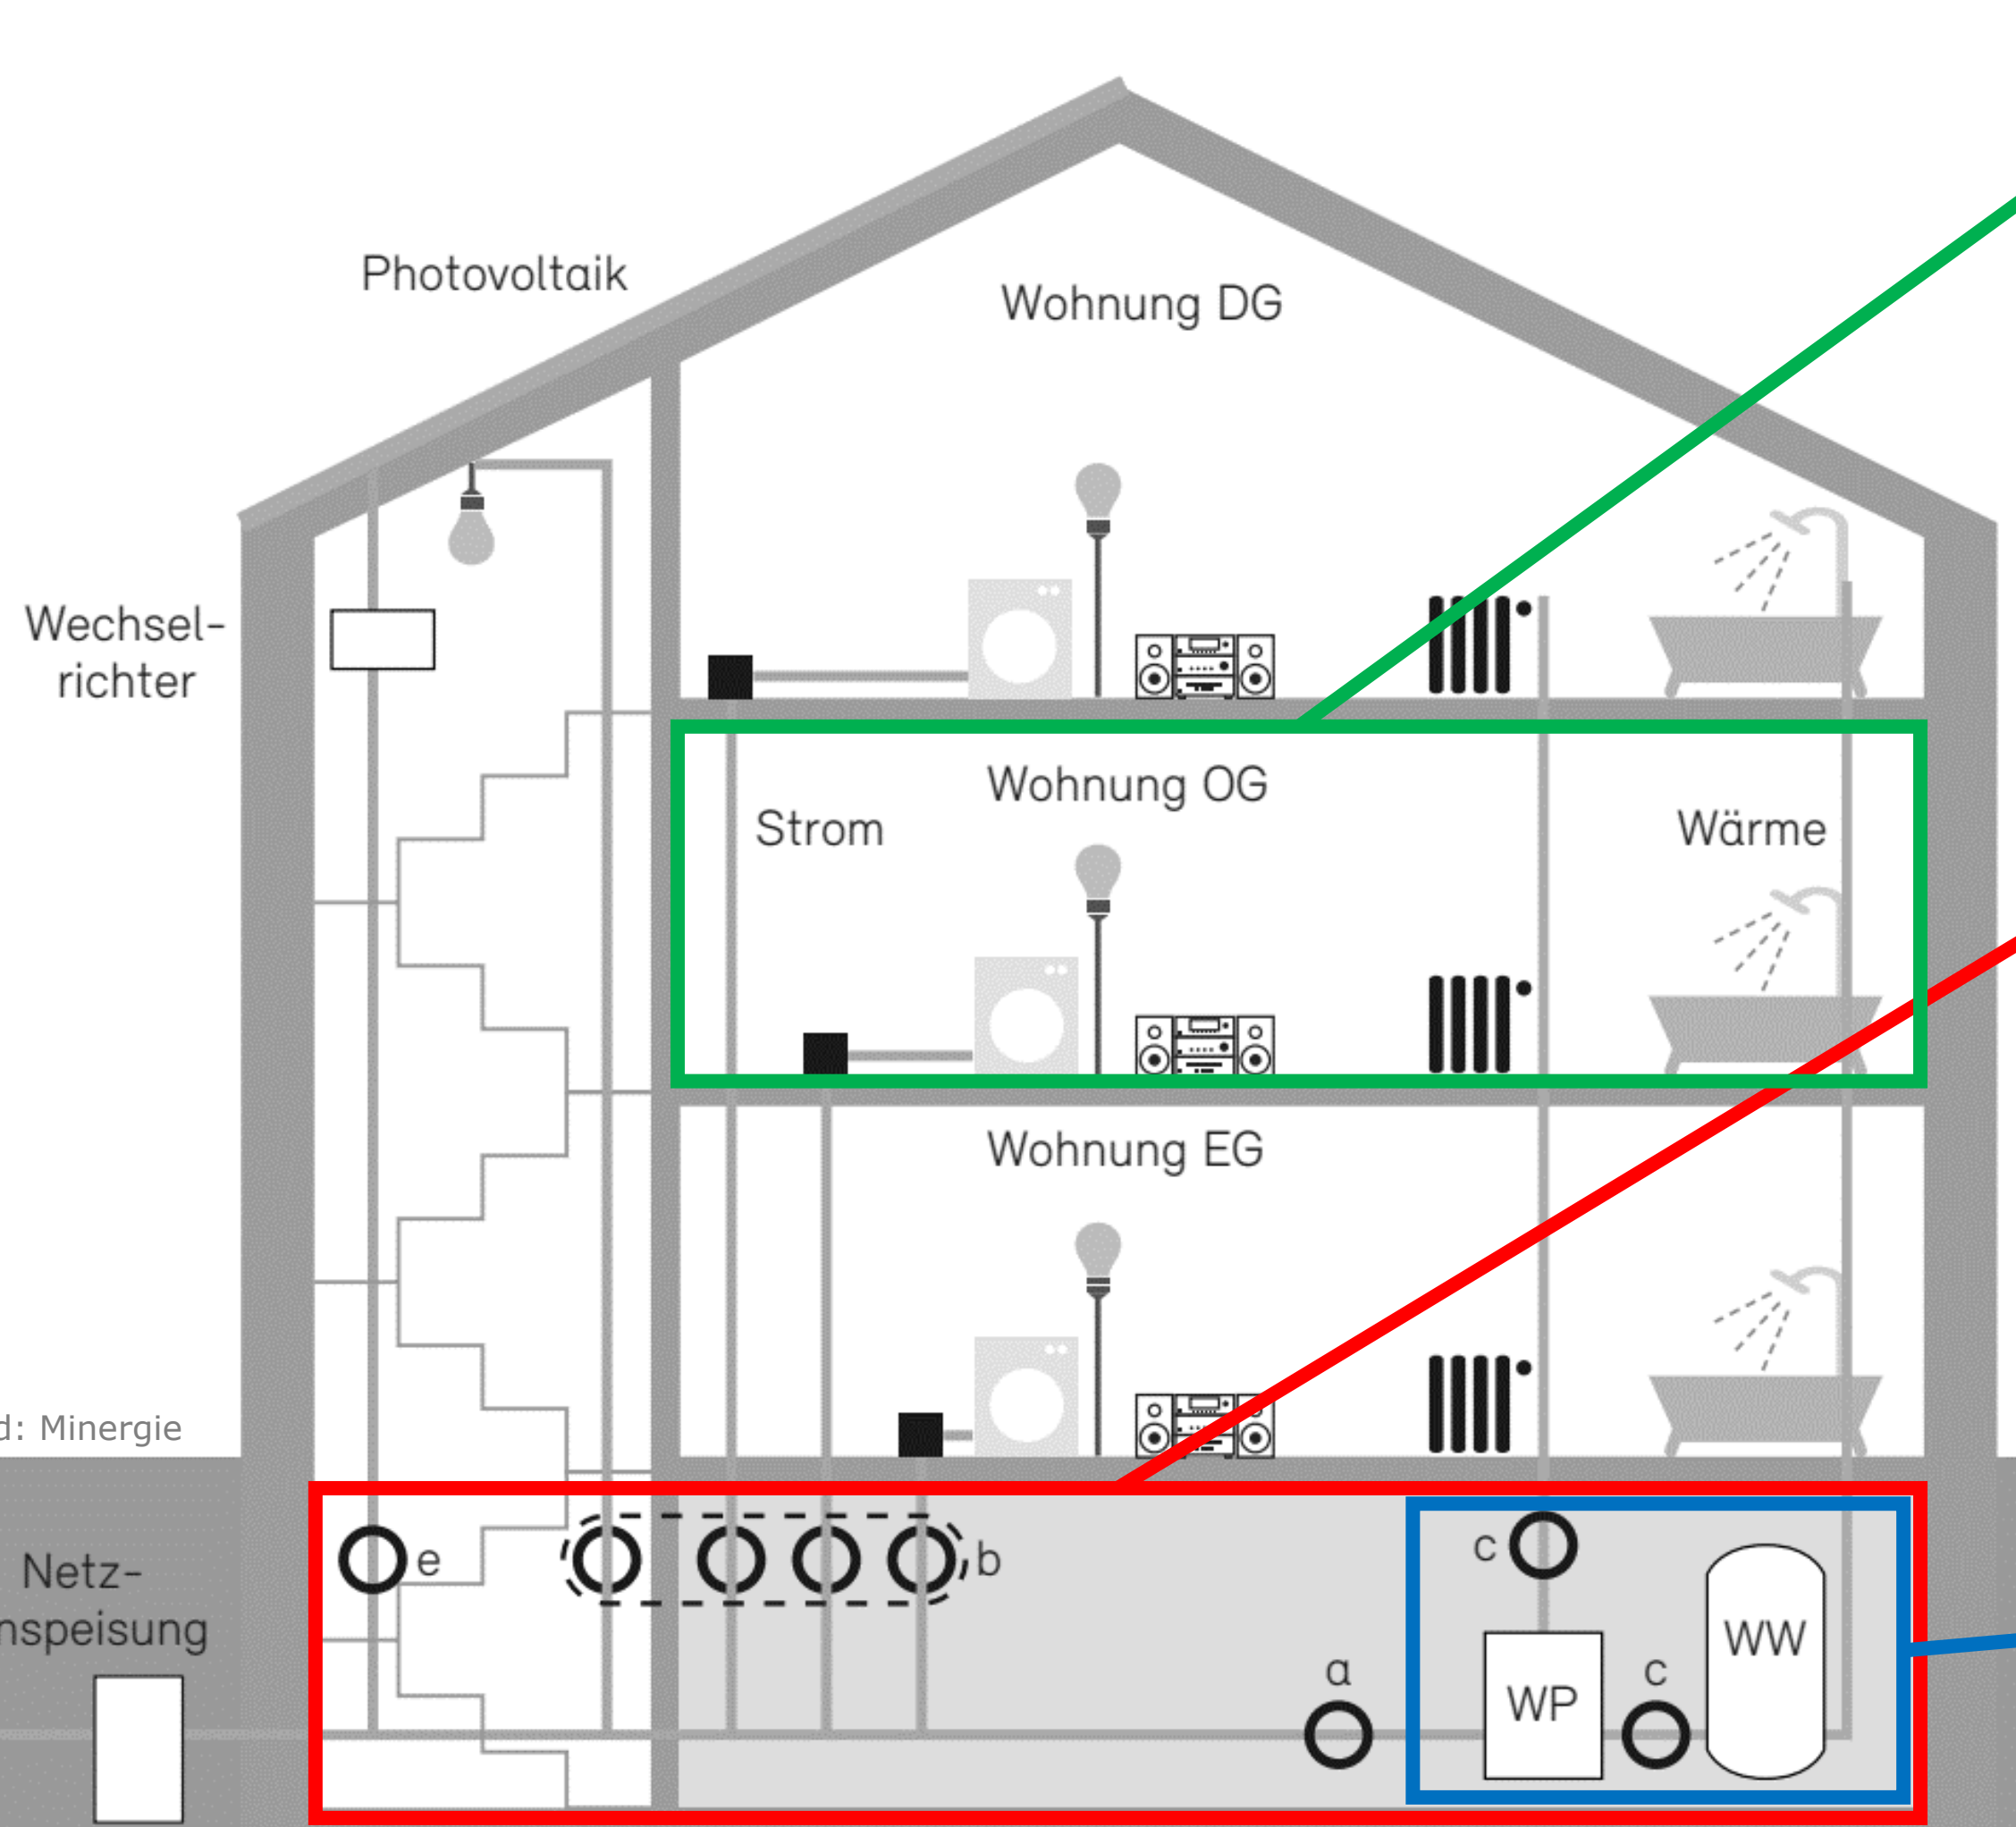 Photovoltaik
Wohnung DG
Wechsel-
richter
Wohnung OG
Strom
Wärme
Wohnung EG
d: Minergie
e
b
c
Netz-
nspeisung
a
c
WP
WW